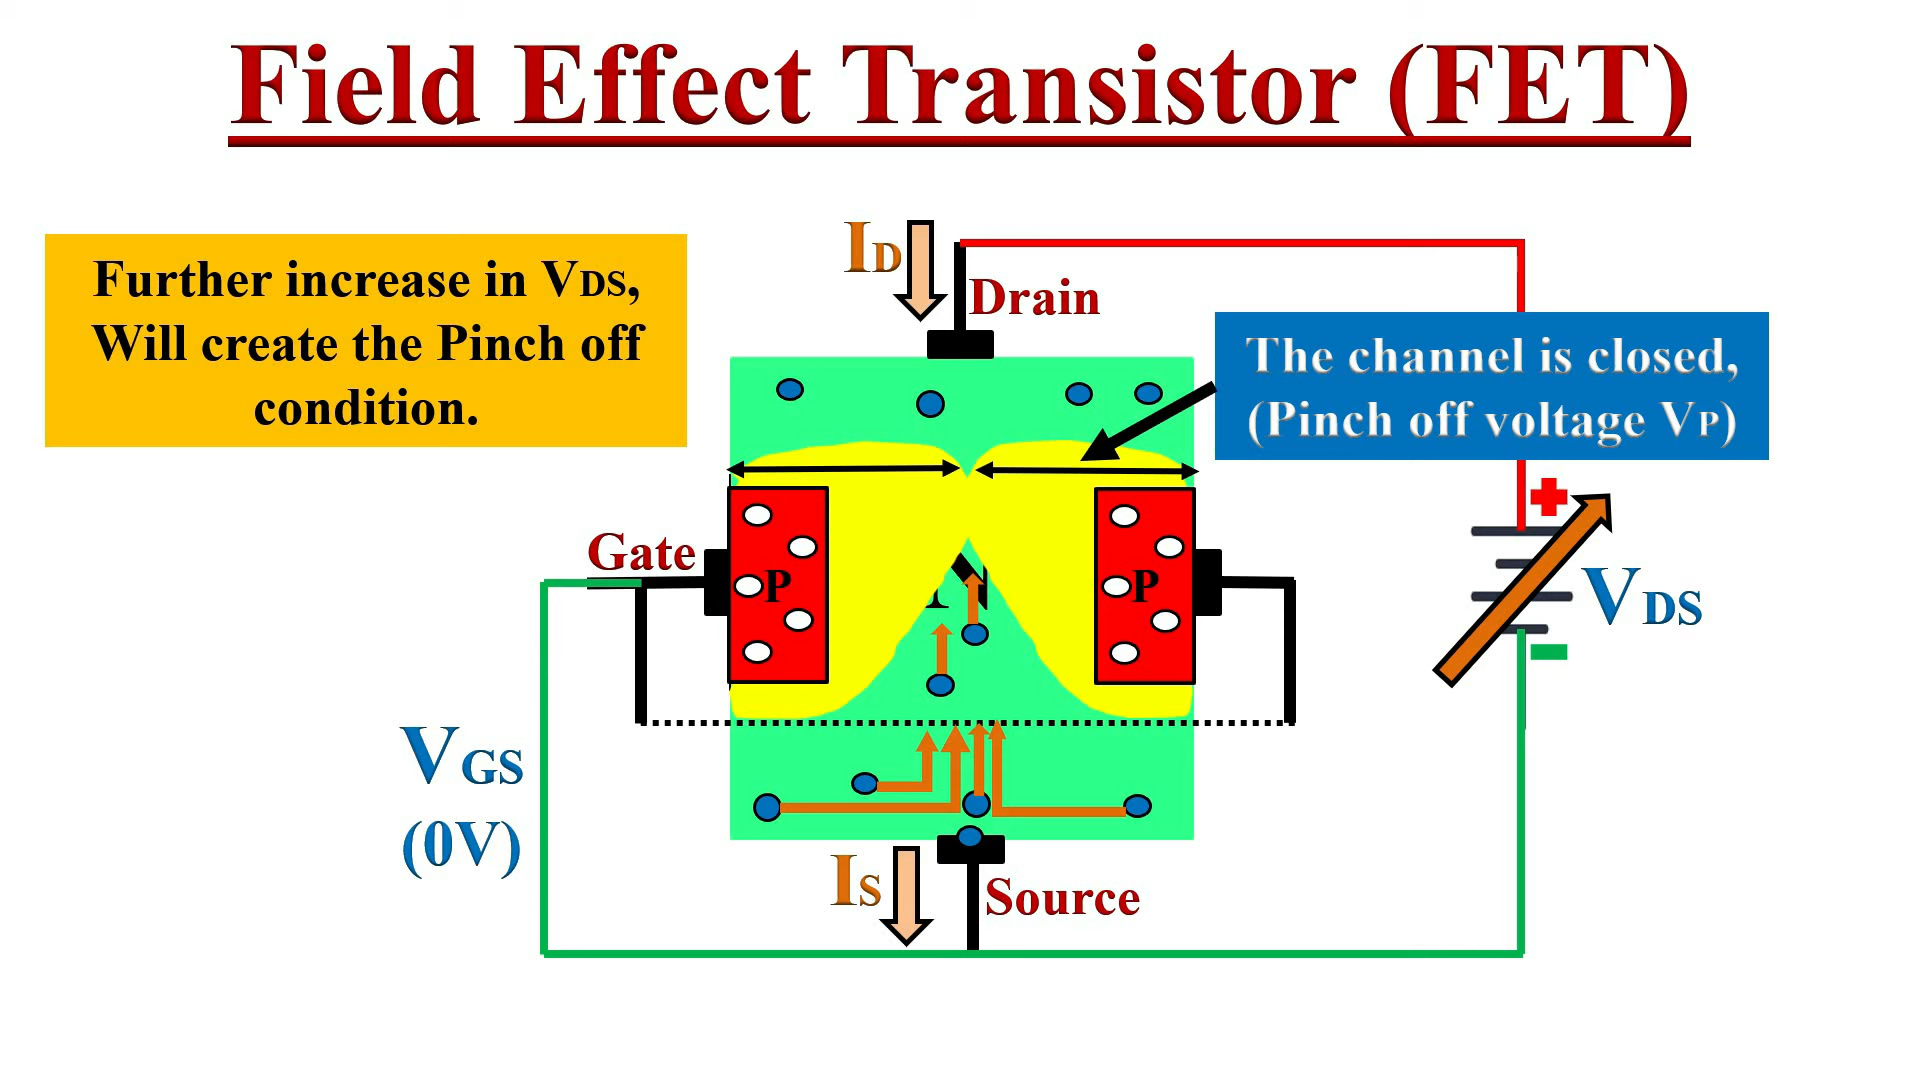 Field Effect Transistor (FET)
Further increase in VDS,
Will create the Pinch off
condition.
ID
Drain
The channel is closed,
(Pinch off voltage VP)
Gate
P
P
VDS
VGS
(0V)
IS
Source